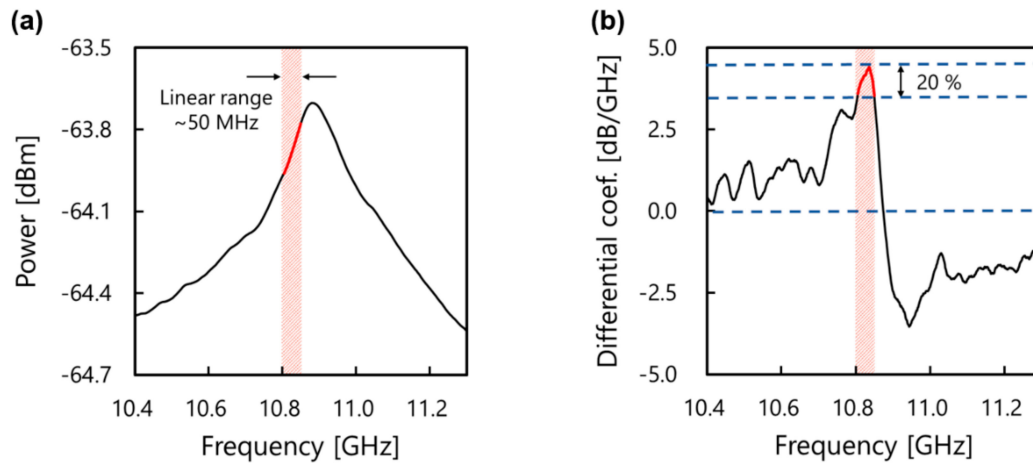 (a)
-63.5
-63.8
-64.1
-64.4
-64.7
Power [dBm]
Linear range
~50 MHz
10.4 10.6 10.8 11.0 11.2
Frequency [GHz]
(b)
5.0
2.5
0.0
-2.5
-5.0
Differential coef. [dB/GHz]
20 %
10.4 10.6 10.8 11.0 11.2
Frequency [GHz]